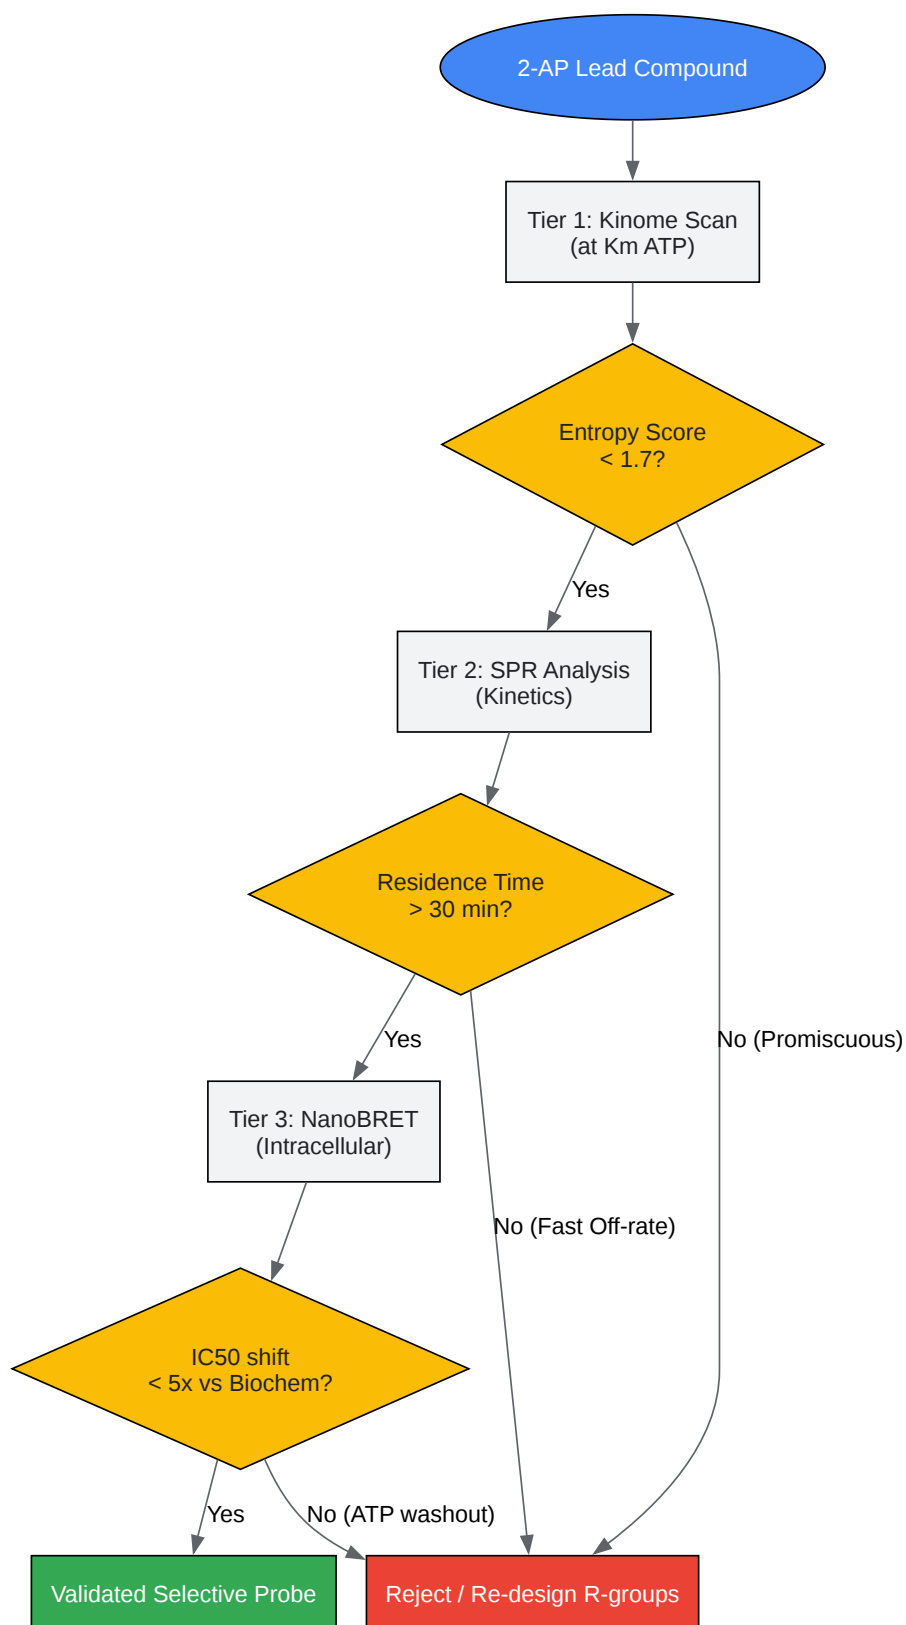 2-AP Lead Compound
Tier 1: Kinome Scan
(at Km ATP)
Entropy Score
< 1.7?
Yes
Tier 2: SPR Analysis
(Kinetics)
Residence Time
> 30 min?
Yes
No (Promiscuous)
Tier 3: NanoBRET
(Intracellular)
No (Fast Off-rate)
IC50 shift
< 5x vs Biochem?
Yes
No (ATP washout)
Validated Selective Probe
Reject / Re-design R-groups